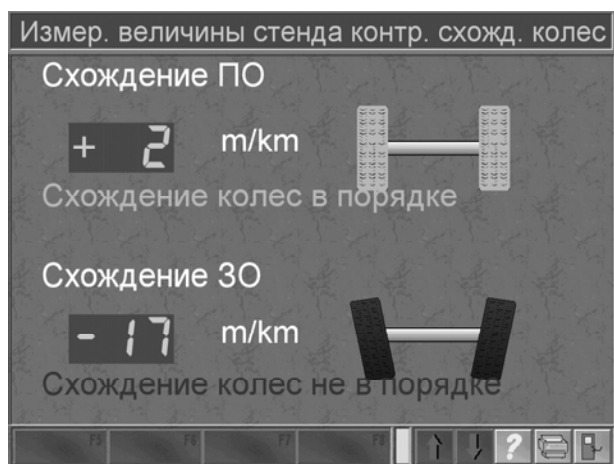 Измер. величины стенда контр. схожд. колес
Схождение ПО
+ 2 m/km
Схождение колес в порядке
Схождение ЗО
- 17 m/km
Схождение колес не в порядке
F5 F6 F7 F8 ?